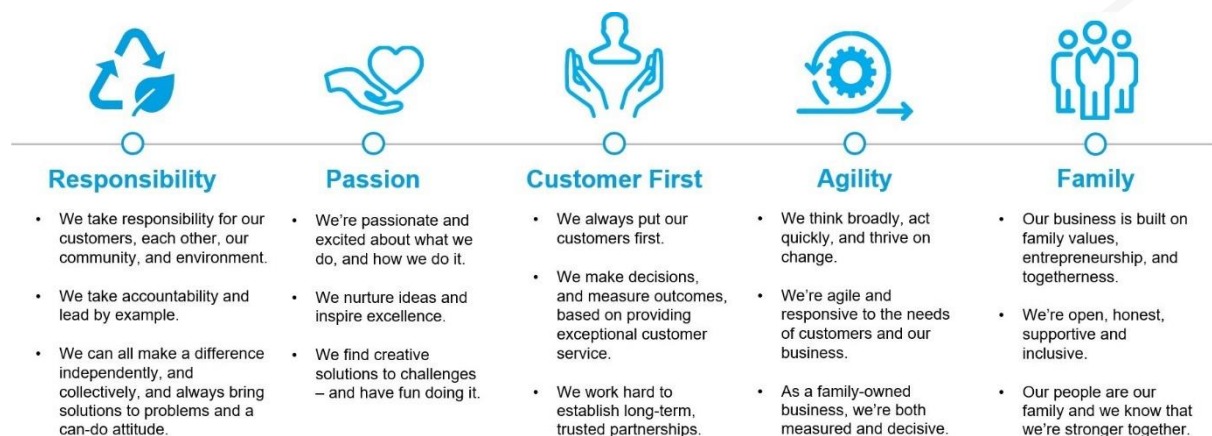 Responsibility
• We take responsibility for our
customers, each other, our
community, and environment.
• We take accountability and
lead by example.
• We can all make a difference
independently, and
collectively, and always bring
solutions to problems and a
can-do attitude.
Passion
• We're passionate and
excited about what we
do, and how we do it.
• We nurture ideas and
inspire excellence.
• We find creative
solutions to challenges
– and have fun doing it.
Customer First
• We always put our
customers first.
• We make decisions,
and measure outcomes,
based on providing
exceptional customer
service.
• We work hard to
establish long-term,
trusted partnerships.
Agility
• We think broadly, act
quickly, and thrive on
change.
• We're agile and
responsive to the needs
of customers and our
business.
• As a family-owned
business, we're both
measured and decisive.
Family
• Our business is built on
family values,
entrepreneurship, and
togetherness.
• We're open, honest,
supportive and
inclusive.
• Our people are our
family and we know that
we're stronger together.